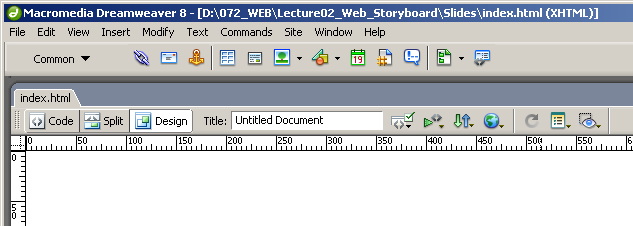 Macromedia Dreamweaver 8 - [D:\072_WEB\Lecture02_Web_Storyboard\Slides\index.html (XHTML)]
File Edit View Insert Modify Text Commands Site Window Help
Common
19
index.html
Code Split Design Title: Untitled Document
0 50 100 150 200 250 300 350 400 450 500 550
0
50